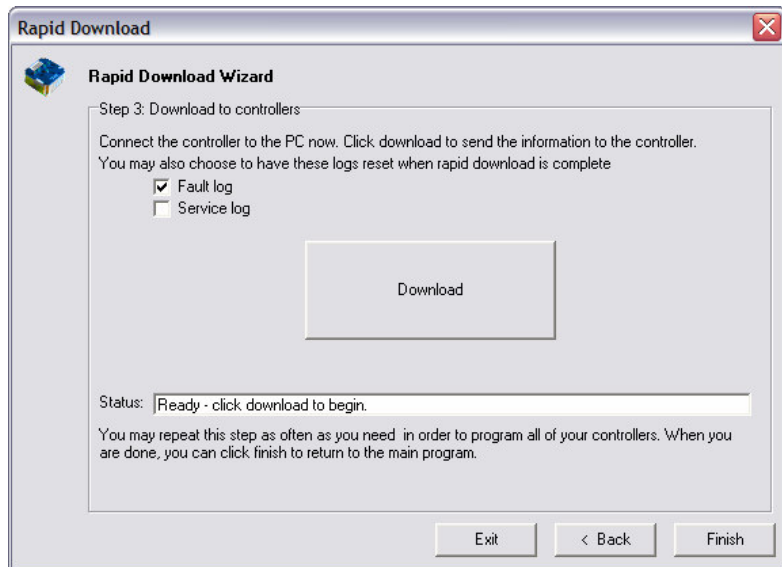 Rapid Download
Rapid Download Wizard
Step 3: Download to controllers
Connect the controller to the PC now. Click download to send the information to the controller.
You may also choose to have these logs reset when rapid download is complete
Fault log
Service log
Download
Status: Ready - click download to begin.
You may repeat this step as often as you need in order to program all of your controllers. When you
are done, you can click finish to return to the main program.
Exit < Back Finish